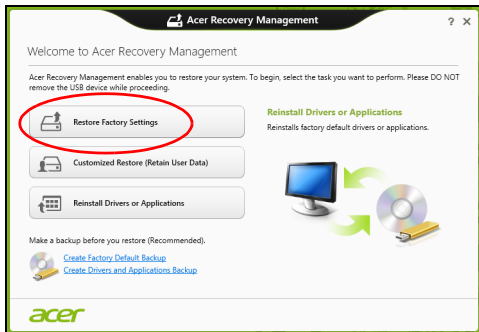 Acer Recovery Management
? X
Welcome to Acer Recovery Management
Acer Recovery Management enables you to restore your system. To begin, select the task you want to perform. Please DO NOT
remove the USB device while proceeding.
Restore Factory Settings
Customized Restore (Retain User Data)
Reinstall Drivers or Applications
Reinstall Drivers or Applications
Reinstalls factory default drivers or applications.
Make a backup before you restore (Recommended).
Create Factory Default Backup
Create Drivers and Applications Backup
acer